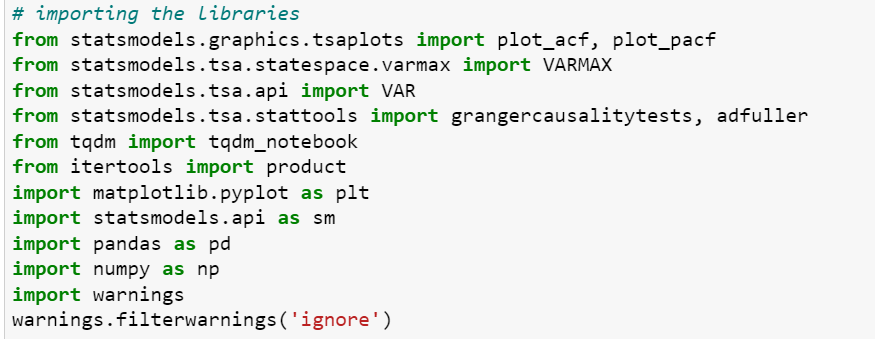 # importing the libraries
from statsmodels.graphics.tsaplots import plot_acf, plot_pacf
from statsmodels.tsa.statespace.varmax import VARMAX
from statsmodels.tsa.api import VAR
from statsmodels.tsa.stattools import grangercausalitytests, adfuller
from tqdm import tqdm_notebook
from itertools import product
import matplotlib.pyplot as plt
import statsmodels.api as sm
import pandas as pd
import numpy as np
import warnings
warnings.filterwarnings('ignore')